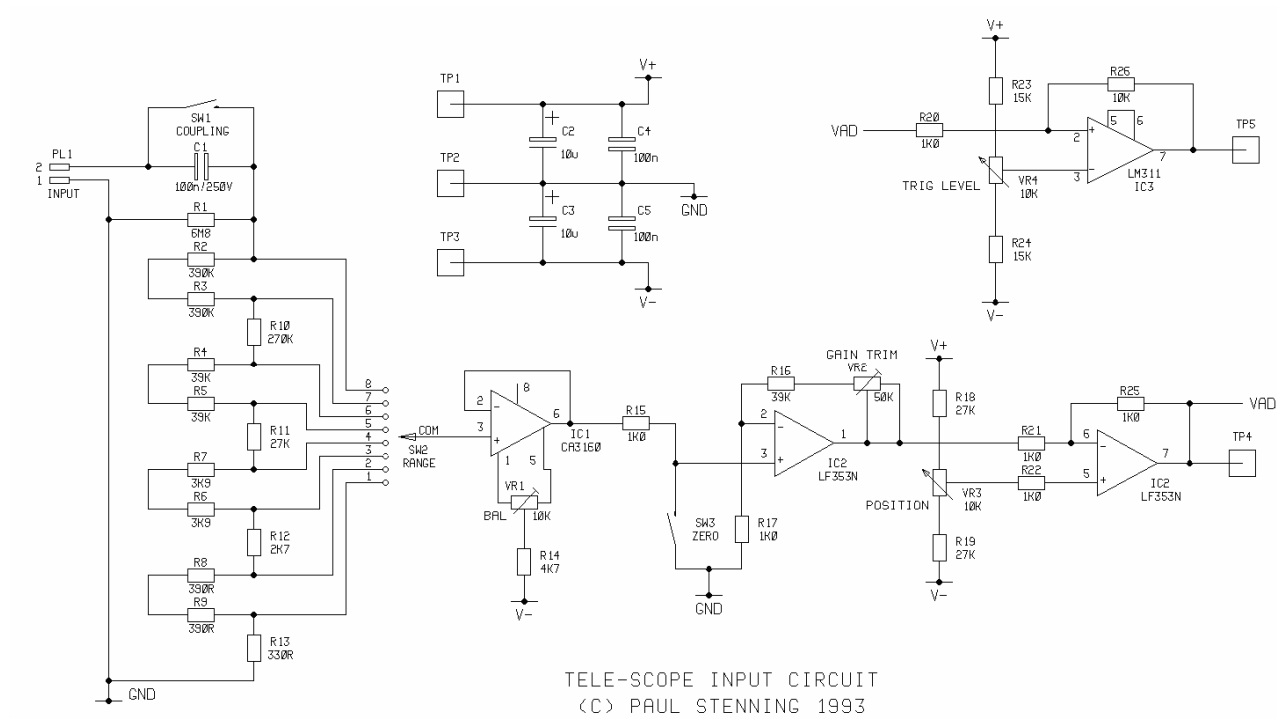 V+
TP1
C2
10u
C4
100n
TP2
GND
C3
10u
C5
100n
TP3
V-
V+
R23
15K
R26
10K
R20
1K0
VAD
5
6
2
+
7
TP5
-
3
LM311
IC3
TRIG LEVEL
VR4
10K
R24
15K
V-
SW1
COUPLING
PL1
2
1
INPUT
C1
100n/250V
R1
6M8
R2
390K
R3
390K
R10
270K
R4
39K
R5
39K
R11
27K
R7
3K9
R6
3K9
R12
2K7
R8
390R
R9
390R
R13
330R
GND
8
7
6
5
4
3
2
1
COM
SW2
RANGE
2
-
8
6
3
+
IC1
CA3160
1
5
VR1
BAL
10K
R14
4K7
V-
R15
1K0
SW3
ZERO
R17
1K0
GND
GAIN TRIM
VR2
50K
R16
39K
2
-
1
3
+
IC2
LF353N
V+
R18
27K
POSITION
VR3
10K
R19
27K
V-
R21
1K0
R22
1K0
R25
1K0
6
-
7
5
+
IC2
LF353N
VAD
TP4
TELE-SCOPE INPUT CIRCUIT
(C) PAUL STENNING 1993